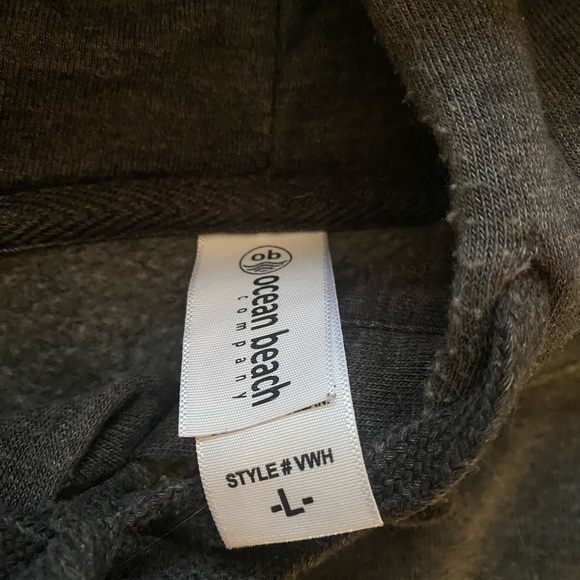 ob
ocean beach
company
STYLE # VWH
-L-